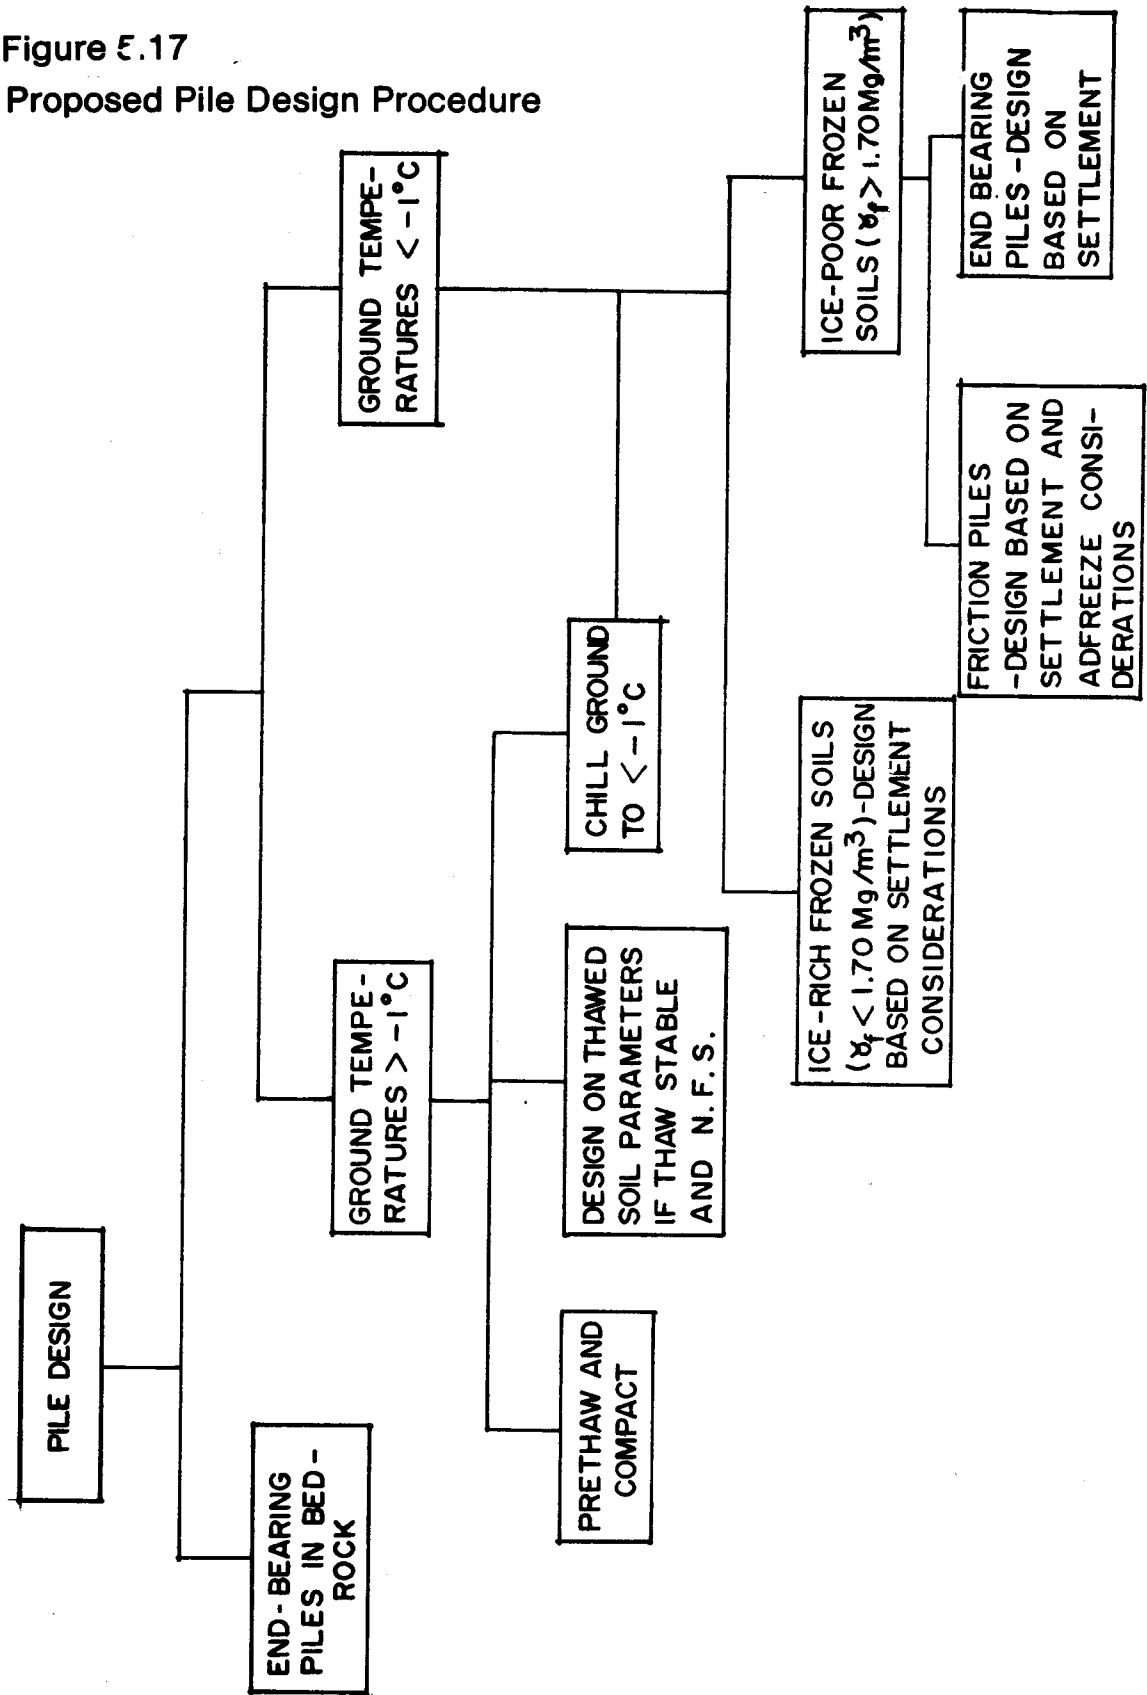 Figure 5.17
Proposed Pile Design Procedure
PILE DESIGN
END-BEARING
PILES IN BED-
ROCK
GROUND TEMPE-
RATURES > -1°C
GROUND TEMPE-
RATURES < -1°C
PRETHAW AND
COMPACT
DESIGN ON THAWED
SOIL PARAMETERS
IF THAW STABLE
AND N.F.S.
CHILL GROUND
TO < -1°C
ICE-RICH FROZEN SOILS
(γf < 1.70 Mg/m³)-DESIGN
BASED ON SETTLEMENT
CONSIDERATIONS
ICE-POOR FROZEN
SOILS (γf > 1.70 Mg/m³)
FRICTION PILES
-DESIGN BASED ON
SETTLEMENT AND
ADFREEZE CONSI-
DERATIONS
END BEARING
PILES -DESIGN
BASED ON
SETTLEMENT